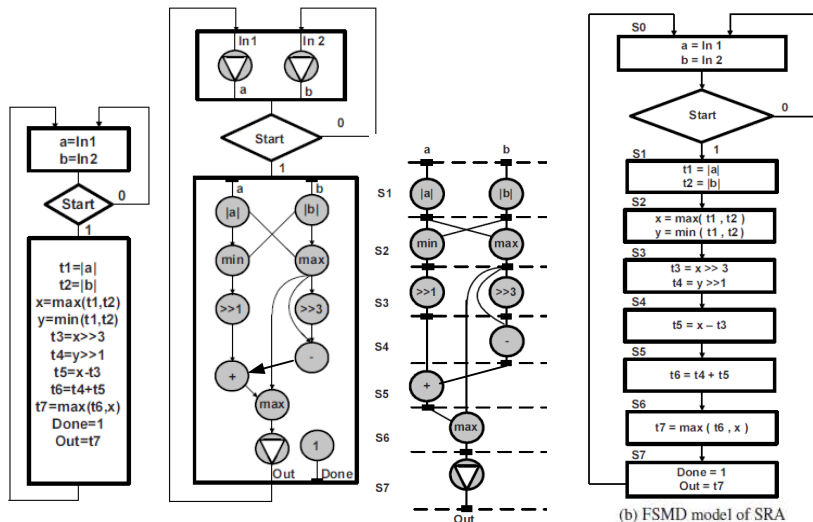 a=In1
b=In2
Start
0
1
t1=|a|
t2=|b|
x=max(t1,t2)
y=min(t1,t2)
t3=x>>3
t4=y>>1
t5=x-t3
t6=t4+t5
t7=max(t6,x)
Done=1
Out=t7
In1
In 2
a
b
Start
0
1
a
b
|a|
|b|
min
max
>>1
>>3
-
+
max
1
Out
Done
a
b
S1
|a|
|b|
S2
min
max
S3
>>1
>>3
S4
-
S5
+
S6
max
S7
Out
S0
a = In 1
b = In 2
Start
0
1
S1
t1 = |a|
t2 = |b|
S2
x = max( t1 , t2 )
y = min ( t1 , t2 )
S3
t3 = x >> 3
t4 = y >>1
S4
t5 = x – t3
S5
t6 = t4 + t5
S6
t7 = max ( t6 , x )
S7
Done = 1
Out = t7
(b) FSMD model of SRA